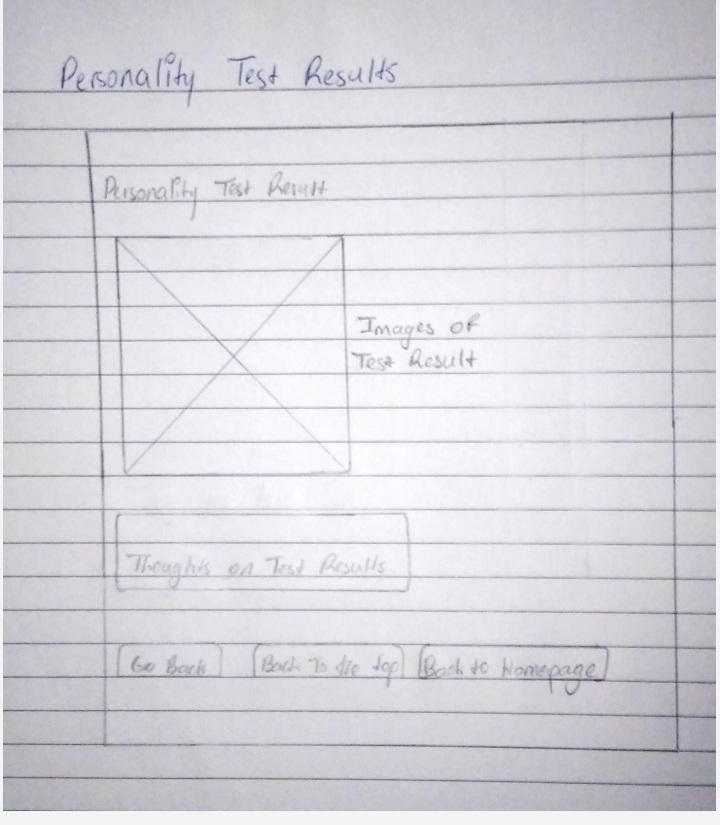 Personality Test Results
Personality Test Result
Images of
Test Result
Thoughts on Test Results
Go Back
Back To the top
Back to Homepage